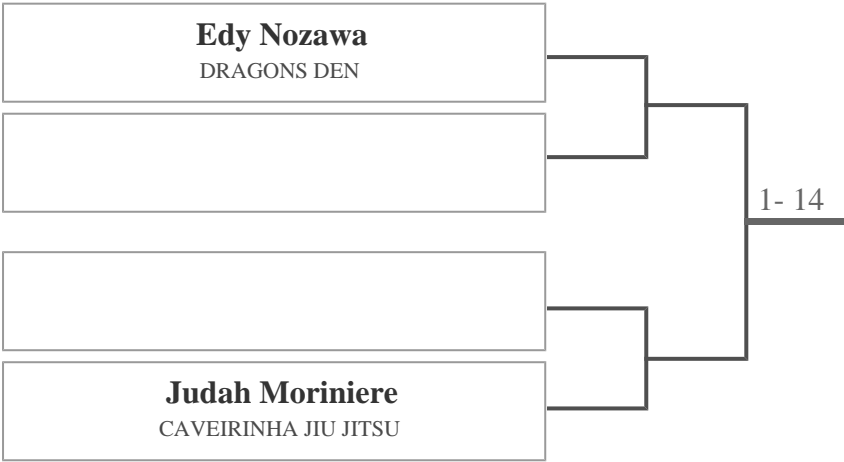 Edy Nozawa
DRAGONS DEN
1- 14
Judah Moriniere
CAVEIRINHA JIU JITSU